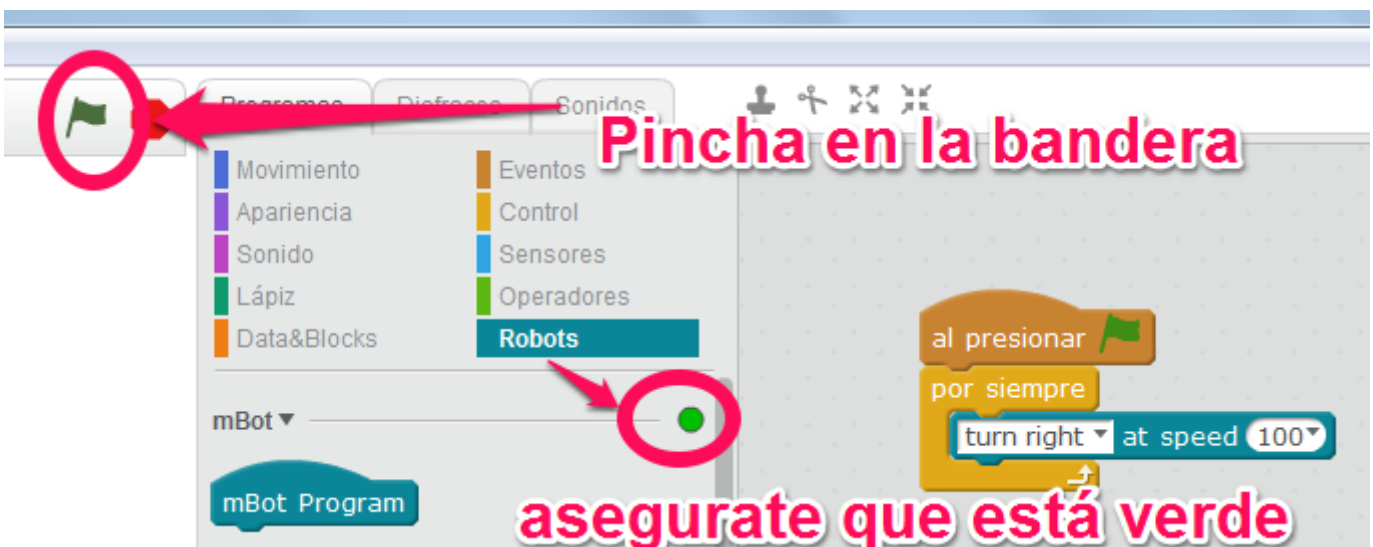 Programas Disfraces Sonidos
Pincha en la bandera
Movimiento Eventos
Apariencia Control
Sonido Sensores
Lápiz Operadores
Data&Blocks Robots
al presionar
por siempre
turn right at speed 100
mBot
mBot Program
asegurate que está verde